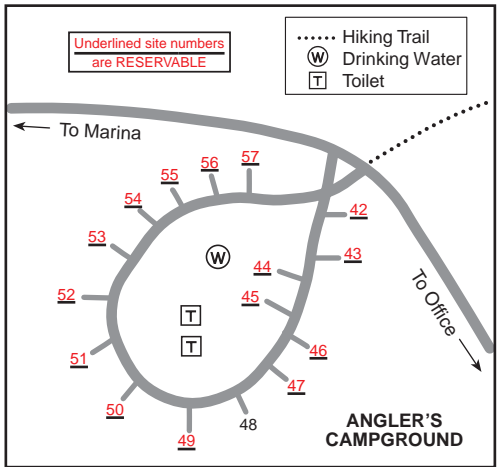 Underlined site numbers
are RESERVABLE
Hiking Trail
W Drinking Water
T Toilet
To Marina
57
56
55
54
42
53
43
W
44
To Office
52
45
T
T
46
51
47
50
48
49
ANGLER'S
CAMPGROUND